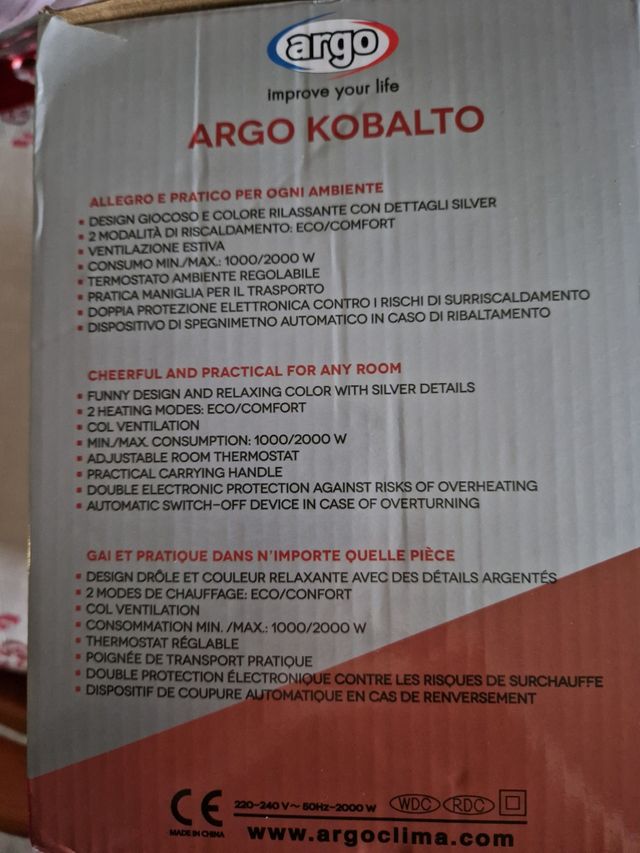 argo
improve your life
ARGO KOBALTO
ALLEGRO E PRATICO PER OGNI AMBIENTE
▪ DESIGN GIOCOSO E COLORE RILASSANTE CON DETTAGLI SILVER
▪ 2 MODALITÀ DI RISCALDAMENTO: ECO/COMFORT
▪ VENTILAZIONE ESTIVA
▪ CONSUMO MIN./MAX.: 1000/2000 W
▪ TERMOSTATO AMBIENTE REGOLABILE
▪ PRATICA MANIGLIA PER IL TRASPORTO
▪ DOPPIA PROTEZIONE ELETTRONICA CONTRO I RISCHI DI SURRISCALDAMENTO
▪ DISPOSITIVO DI SPEGNIMETNO AUTOMATICO IN CASO DI RIBALTAMENTO
CHEERFUL AND PRACTICAL FOR ANY ROOM
▪ FUNNY DESIGN AND RELAXING COLOR WITH SILVER DETAILS
▪ 2 HEATING MODES: ECO/COMFORT
▪ COL VENTILATION
▪ MIN./MAX. CONSUMPTION: 1000/2000 W
▪ ADJUSTABLE ROOM THERMOSTAT
▪ PRACTICAL CARRYING HANDLE
▪ DOUBLE ELECTRONIC PROTECTION AGAINST RISKS OF OVERHEATING
▪ AUTOMATIC SWITCH-OFF DEVICE IN CASE OF OVERTURNING
GAI ET PRATIQUE DANS N'IMPORTE QUELLE PIÈCE
▪ DESIGN DRÔLE ET COULEUR RELAXANTE AVEC DES DÉTAILS ARGENTÉS
▪ 2 MODES DE CHAUFFAGE: ECO/CONFORT
▪ COL VENTILATION
▪ CONSOMMATION MIN. /MAX.: 1000/2000 W
▪ THERMOSTAT RÉGLABLE
▪ POIGNÉE DE TRANSPORT PRATIQUE
▪ DOUBLE PROTECTION ÉLECTRONIQUE CONTRE LES RISQUES DE SURCHAUFFE
▪ DISPOSITIF DE COUPURE AUTOMATIQUE EN CAS DE RENVERSEMENT
CE 220-240 V~ 50Hz-2000 W WDC RDC
MADE IN CHINA www.argoclima.com